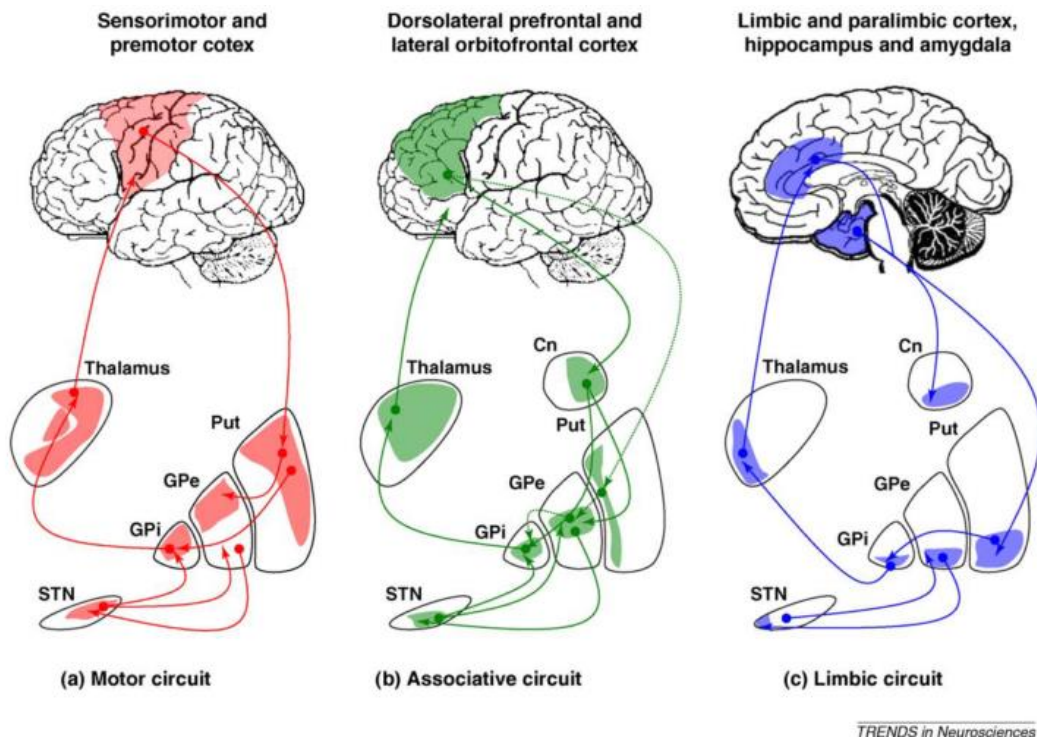 Sensorimotor and
premotor cotex
Dorsolateral prefrontal and
lateral orbitofrontal cortex
Limbic and paralimbic cortex,
hippocampus and amygdala
Thalamus
Put
GPe
GPi
STN
Thalamus
Cn
Put
GPe
GPi
STN
Thalamus
Cn
Put
GPe
GPi
STN
(a) Motor circuit
(b) Associative circuit
(c) Limbic circuit
TRENDS in Neurosciences